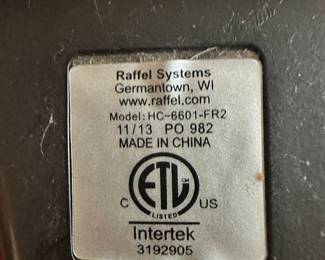 Raffel Systems
Germantown, WI
www.raffel.com
Model: HC-6601-FR2
11/13 PO 982
MADE IN CHINA
ETL
LISTED
C US
Intertek
3192905